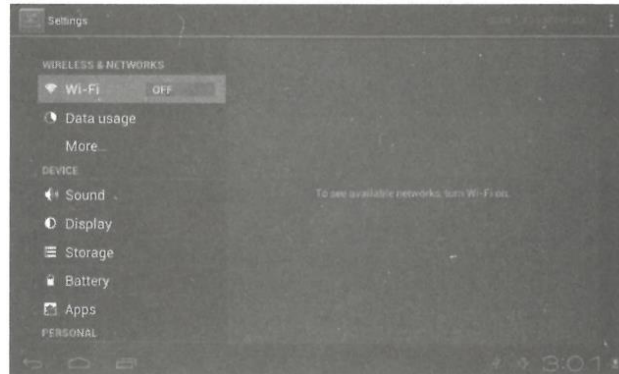 Settings
WIRELESS & NETWORKS
Wi-Fi OFF
Data usage
More...
DEVICE
Sound
Display
Storage
Battery
Apps
PERSONAL
To see available networks, turn Wi-Fi on.
3:01